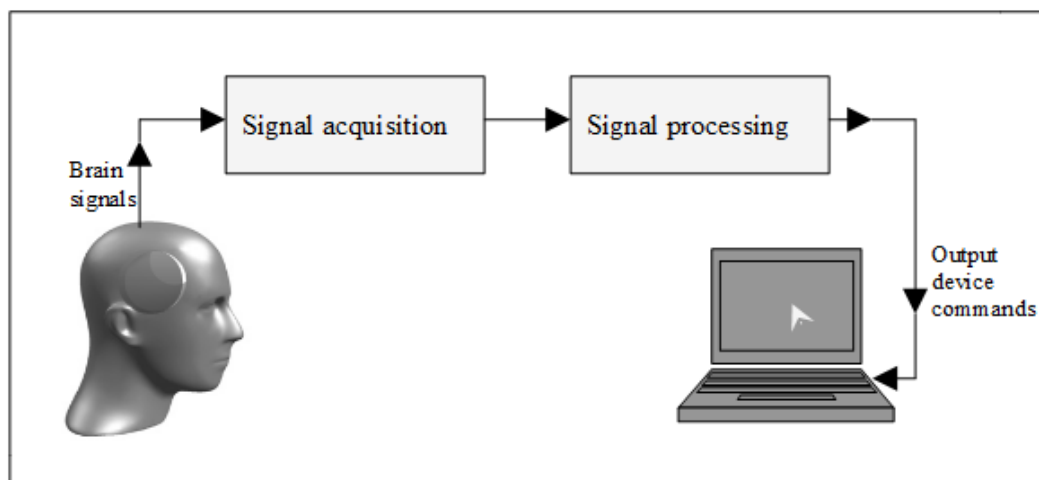 Signal acquisition
Signal processing
Brain
signals
Output
device
commands